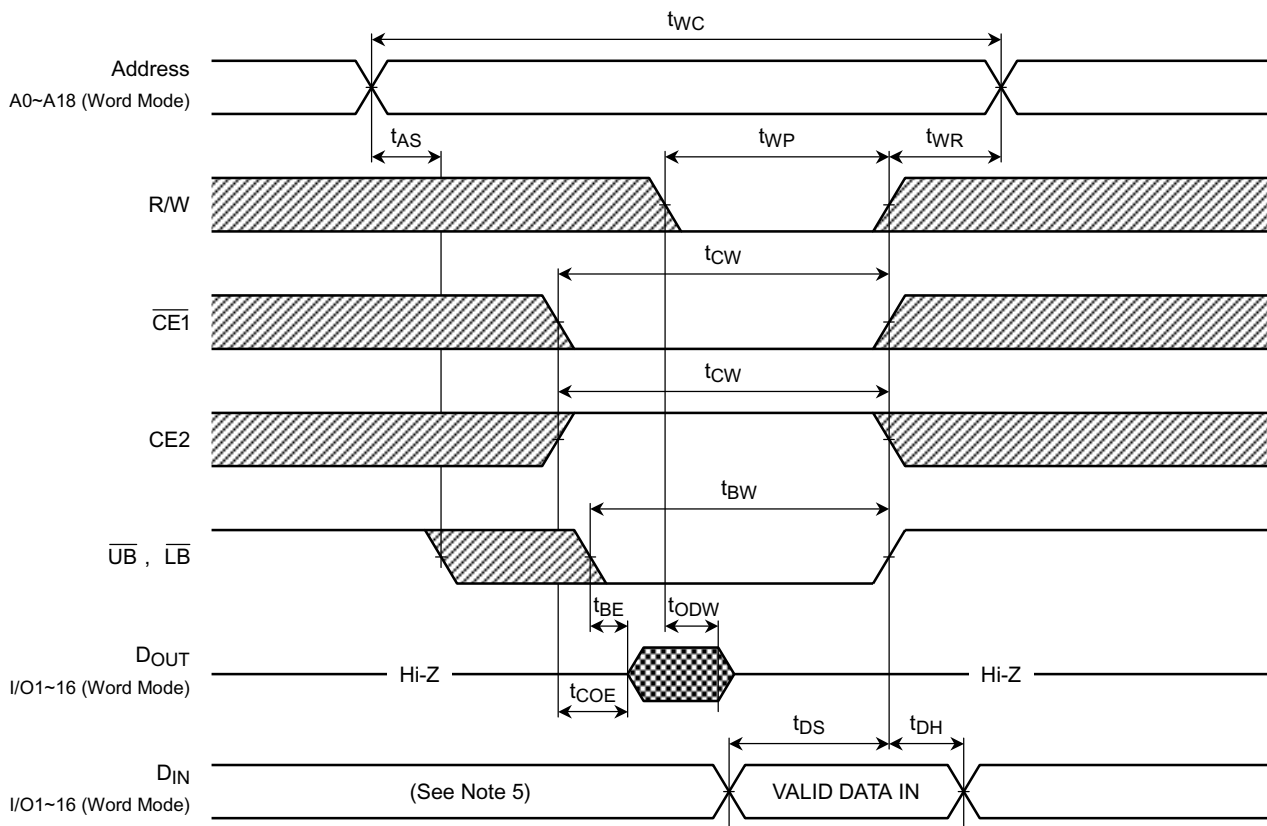 tWC
Address
A0~A18 (Word Mode)
tAS
tWP
tWR
R/W
tCW
CE1
tCW
CE2
tBW
UB , LB
tBE
tODW
DOUT
I/O1~16 (Word Mode)
Hi-Z
Hi-Z
tCOE
tDS
tDH
DIN
I/O1~16 (Word Mode)
(See Note 5)
VALID DATA IN